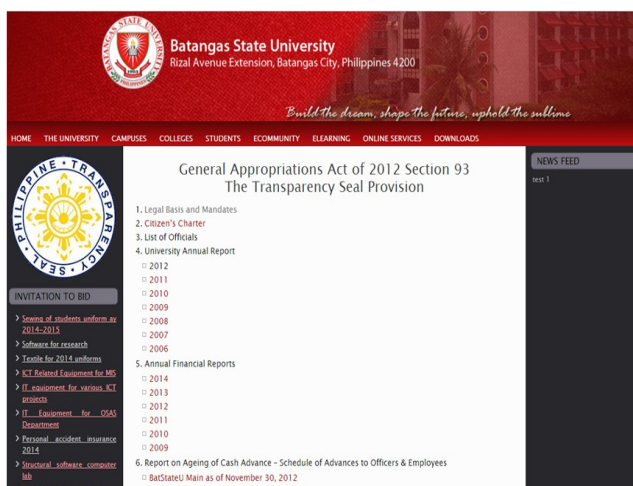 BATANGAS STATE UNIVERSITY
PHILIPPINES
Batangas State University
Rizal Avenue Extension, Batangas City, Philippines 4200
Build the dream, shape the future, uphold the sublime
HOME THE UNIVERSITY CAMPUSES COLLEGES STUDENTS ECOMMUNITY ELEARNING ONLINE SERVICES DOWNLOADS
PHILIPPINE TRANSPARENCY SEAL
INVITATION TO BID
Sewing of students uniform ay
2014-2015
Software for research
Textile for 2014 uniforms
ICT Related Equipment for MIS
IT equipment for various ICT
projects
IT Equipment for OSAS
Department
Personal accident insurance
2014
Structural software computer
lab
General Appropriations Act of 2012 Section 93
The Transparency Seal Provision
1. Legal Basis and Mandates
2. Citizen's Charter
3. List of Officials
4. University Annual Report
2012
2011
2010
2009
2008
2007
2006
5. Annual Financial Reports
2014
2013
2012
2011
2010
2009
6. Report on Ageing of Cash Advance – Schedule of Advances to Officers & Employees
BatStateU Main as of November 30, 2012
NEWS FEED
test 1